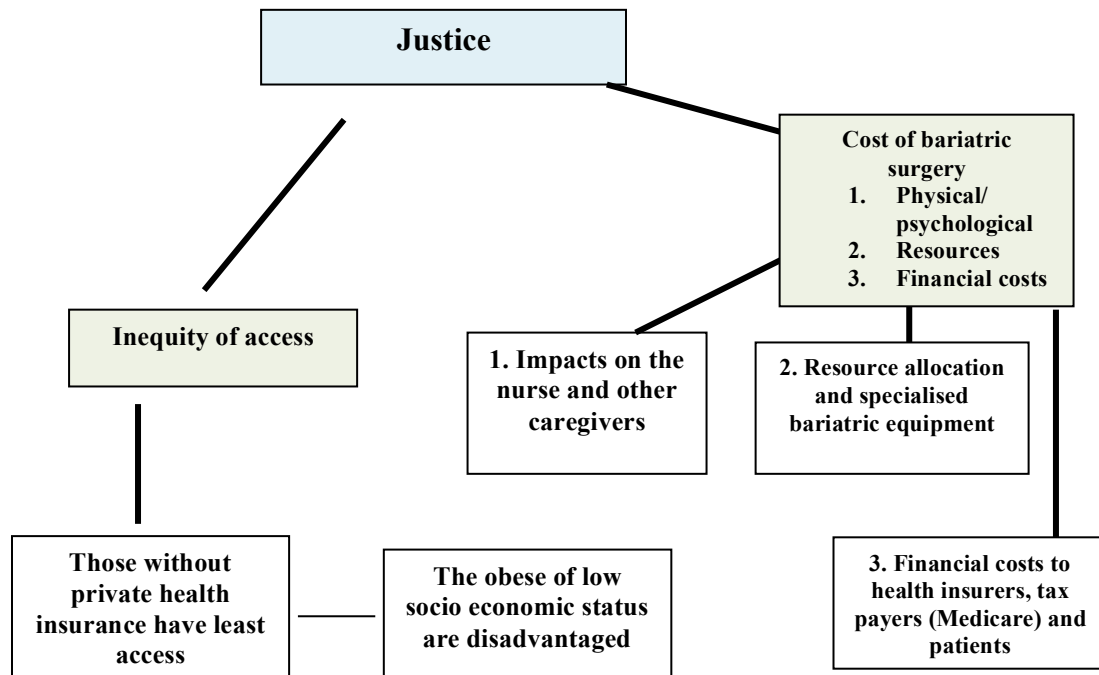 Justice
Cost of bariatric
surgery
1. Physical/
psychological
2. Resources
3. Financial costs
Inequity of access
1. Impacts on the
nurse and other
caregivers
2. Resource allocation
and specialised
bariatric equipment
Those without
private health
insurance have least
access
The obese of low
socio economic status
are disadvantaged
3. Financial costs to
health insurers, tax
payers (Medicare) and
patients